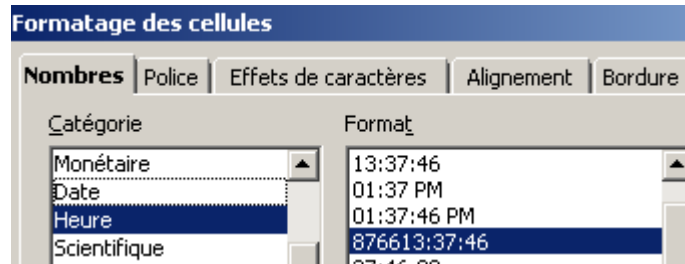 Formatage des cellules
Nombres Police Effets de caractères Alignement Bordure
Catégorie Format
Monétaire 13:37:46
Date 01:37 PM
Heure 01:37:46 PM
Scientifique 876613:37:46